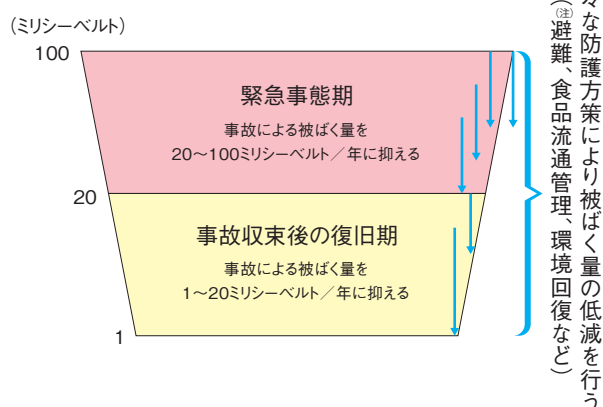 (ミリシーベルト)
100
緊急事態期
事故による被ばく量を
20〜100ミリシーベルト／年に抑える
20
事故収束後の復旧期
事故による被ばく量を
1〜20ミリシーベルト／年に抑える
1
々な防護方策により被ばく量の低減を行う
(注)(避難、食品流通管理、環境回復など)